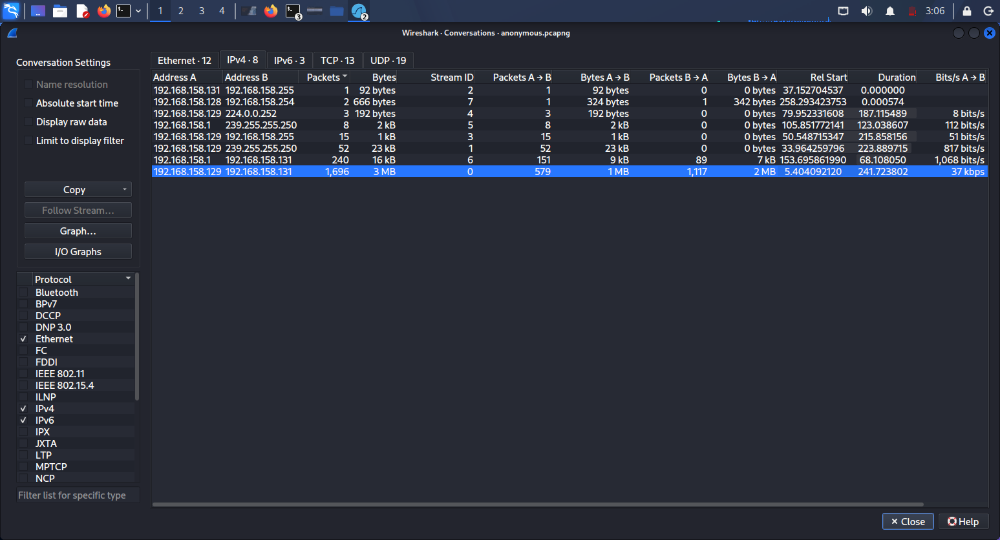 1 2 3 4 3 2 3:06
Wireshark · Conversations · anonymous.pcapng
Conversation Settings
Name resolution
Absolute start time
Display raw data
Limit to display filter
Copy
Follow Stream…
Graph…
I/O Graphs
Protocol
Bluetooth
BPv7
DCCP
DNP 3.0
Ethernet
FC
FDDI
IEEE 802.11
IEEE 802.15.4
ILNP
IPv4
IPv6
IPX
JXTA
LTP
MPTCP
NCP
Filter list for specific type
Ethernet · 12 IPv4 · 8 IPv6 · 3 TCP · 13 UDP · 19
Address A Address B Packets Bytes Stream ID Packets A → B Bytes A → B Packets B → A Bytes B → A Rel Start Duration Bits/s A → B
192.168.158.131 192.168.158.255 1 92 bytes 2 1 92 bytes 0 0 bytes 37.152704537 0.000000
192.168.158.128 192.168.158.254 2 666 bytes 7 1 324 bytes 1 342 bytes 258.293423753 0.000574
192.168.158.129 224.0.0.252 3 192 bytes 4 3 192 bytes 0 0 bytes 79.952331608 187.115489 8 bits/s
192.168.158.1 239.255.255.250 8 2 kB 5 8 2 kB 0 0 bytes 105.851772141 123.038607 112 bits/s
192.168.158.129 192.168.158.255 15 1 kB 3 15 1 kB 0 0 bytes 50.548715347 215.858156 51 bits/s
192.168.158.129 239.255.255.250 52 23 kB 1 52 23 kB 0 0 bytes 33.964259796 223.889715 817 bits/s
192.168.158.1 192.168.158.131 240 16 kB 6 151 9 kB 89 7 kB 153.695861990 68.108050 1,068 bits/s
192.168.158.129 192.168.158.131 1,696 3 MB 0 579 1 MB 1,117 2 MB 5.404092120 241.723802 37 kbps
Close Help